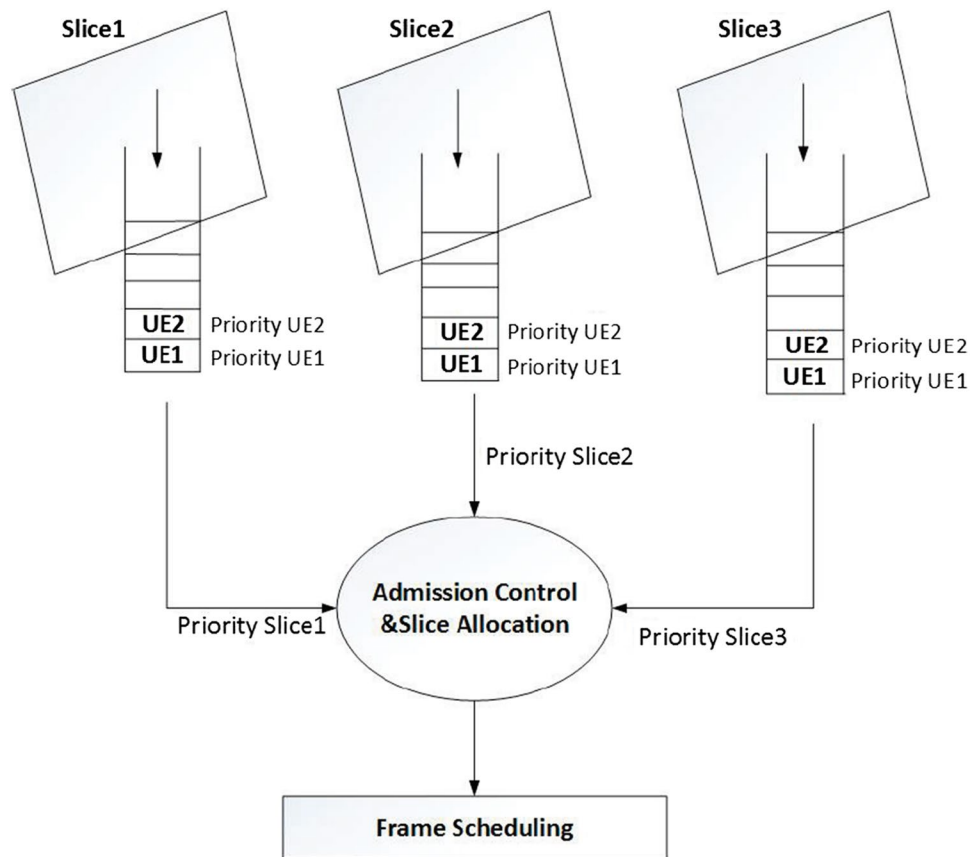 Slice1
Slice2
Slice3
UE2 Priority UE2
UE1 Priority UE1
UE2 Priority UE2
UE1 Priority UE1
UE2 Priority UE2
UE1 Priority UE1
Priority Slice2
Admission Control
&Slice Allocation
Priority Slice1
Priority Slice3
Frame Scheduling